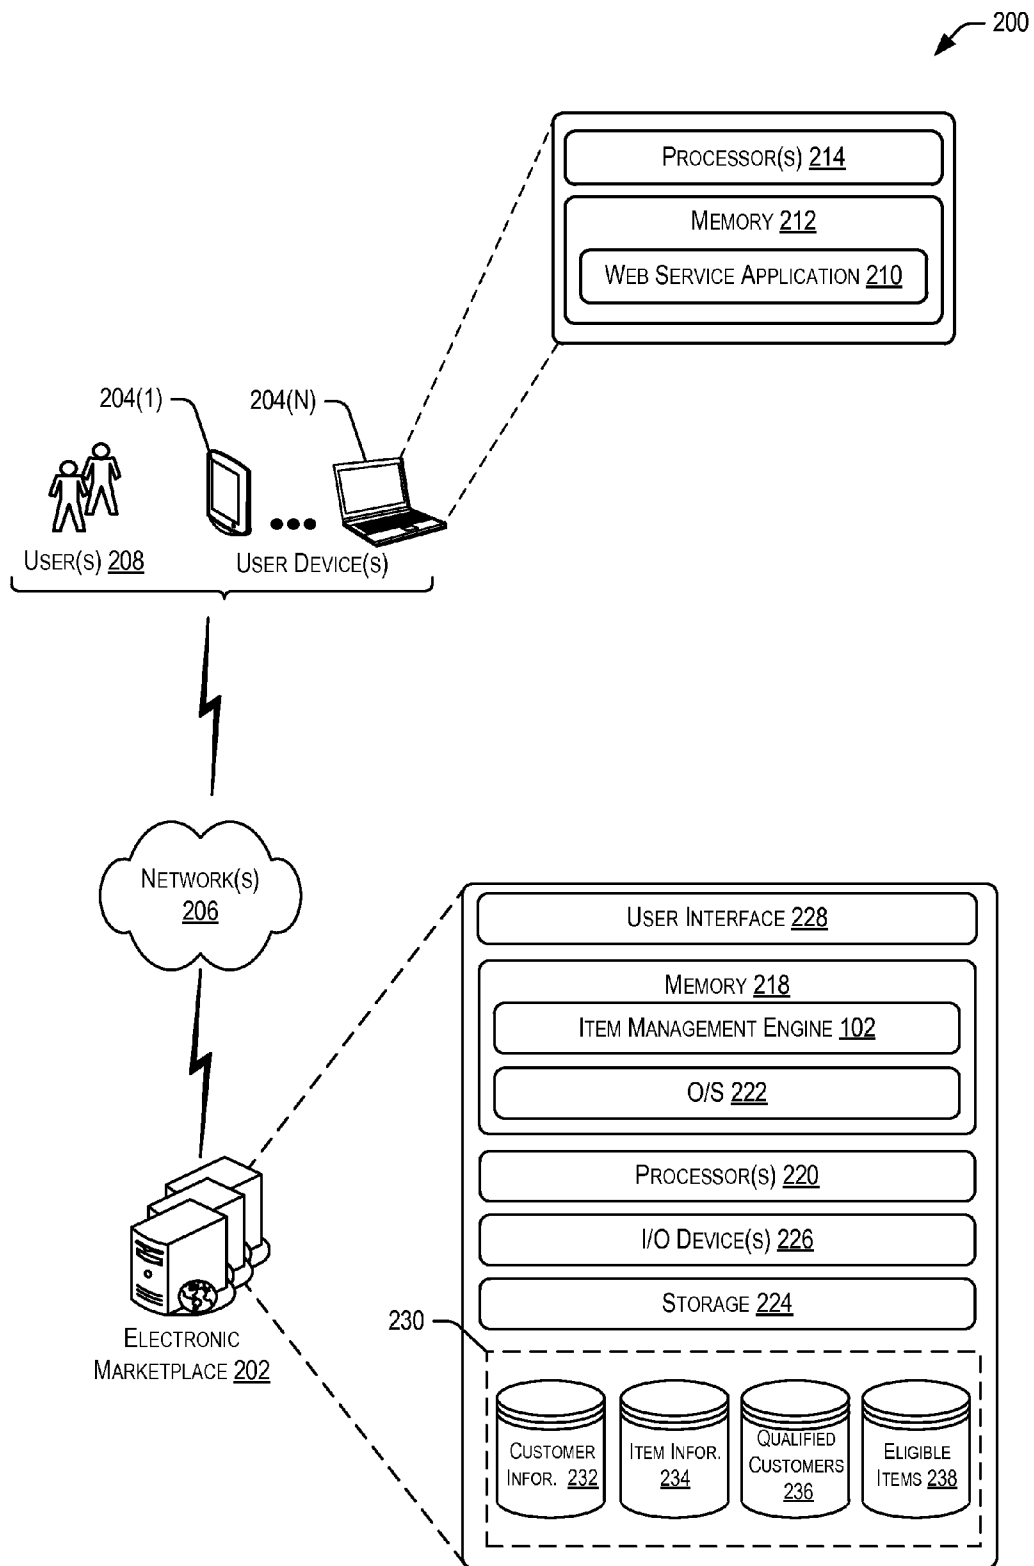 200
PROCESSOR(S) 214
MEMORY 212
WEB SERVICE APPLICATION 210
204(1)
204(N)
USER(S) 208
USER DEVICE(S)
NETWORK(S)
206
USER INTERFACE 228
MEMORY 218
ITEM MANAGEMENT ENGINE 102
O/S 222
PROCESSOR(S) 220
I/O DEVICE(S) 226
STORAGE 224
ELECTRONIC
MARKETPLACE 202
230
CUSTOMER
INFOR. 232
ITEM INFOR.
234
QUALIFIED
CUSTOMERS
236
ELIGIBLE
ITEMS 238